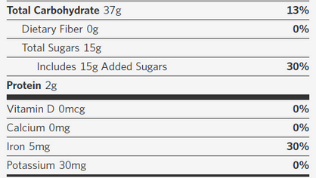 Total Carbohydrate 37g 13%
Dietary Fiber 0g 0%
Total Sugars 15g
Includes 15g Added Sugars 30%
Protein 2g
Vitamin D 0mcg 0%
Calcium 0mg 0%
Iron 5mg 30%
Potassium 30mg 0%